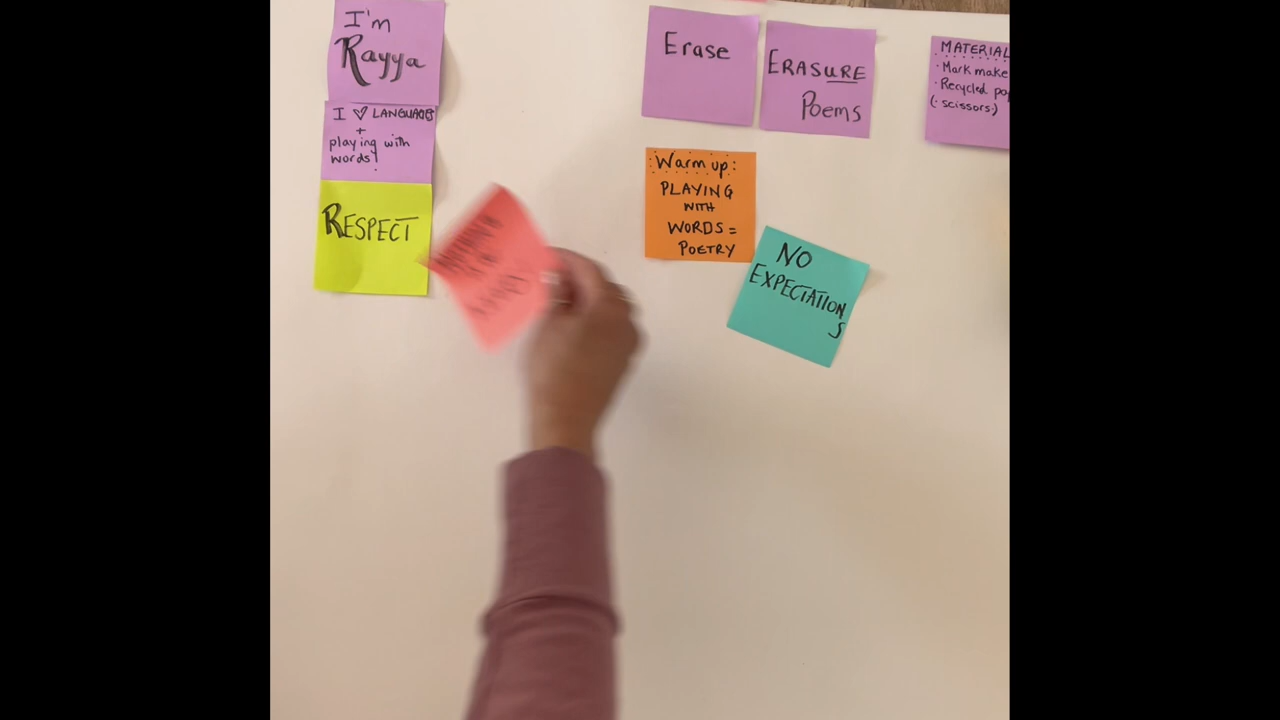 I'm
Rayya
I ♡ LANGUAGE
+
playing with
words!
RESPECT
Erase
ERASURE
Poems
Warm up:
PLAYING
WITH
WORDS =
POETRY
NO
EXPECTATION
S
MATERIAL
· Mark make
· Recycled pa
(· scissors)